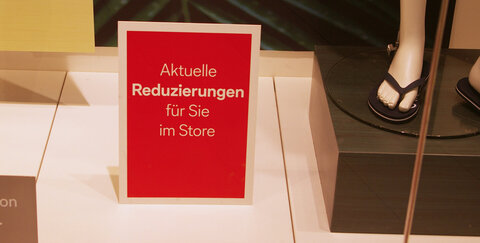 Aktuelle
Reduzierungen
für Sie
im Store